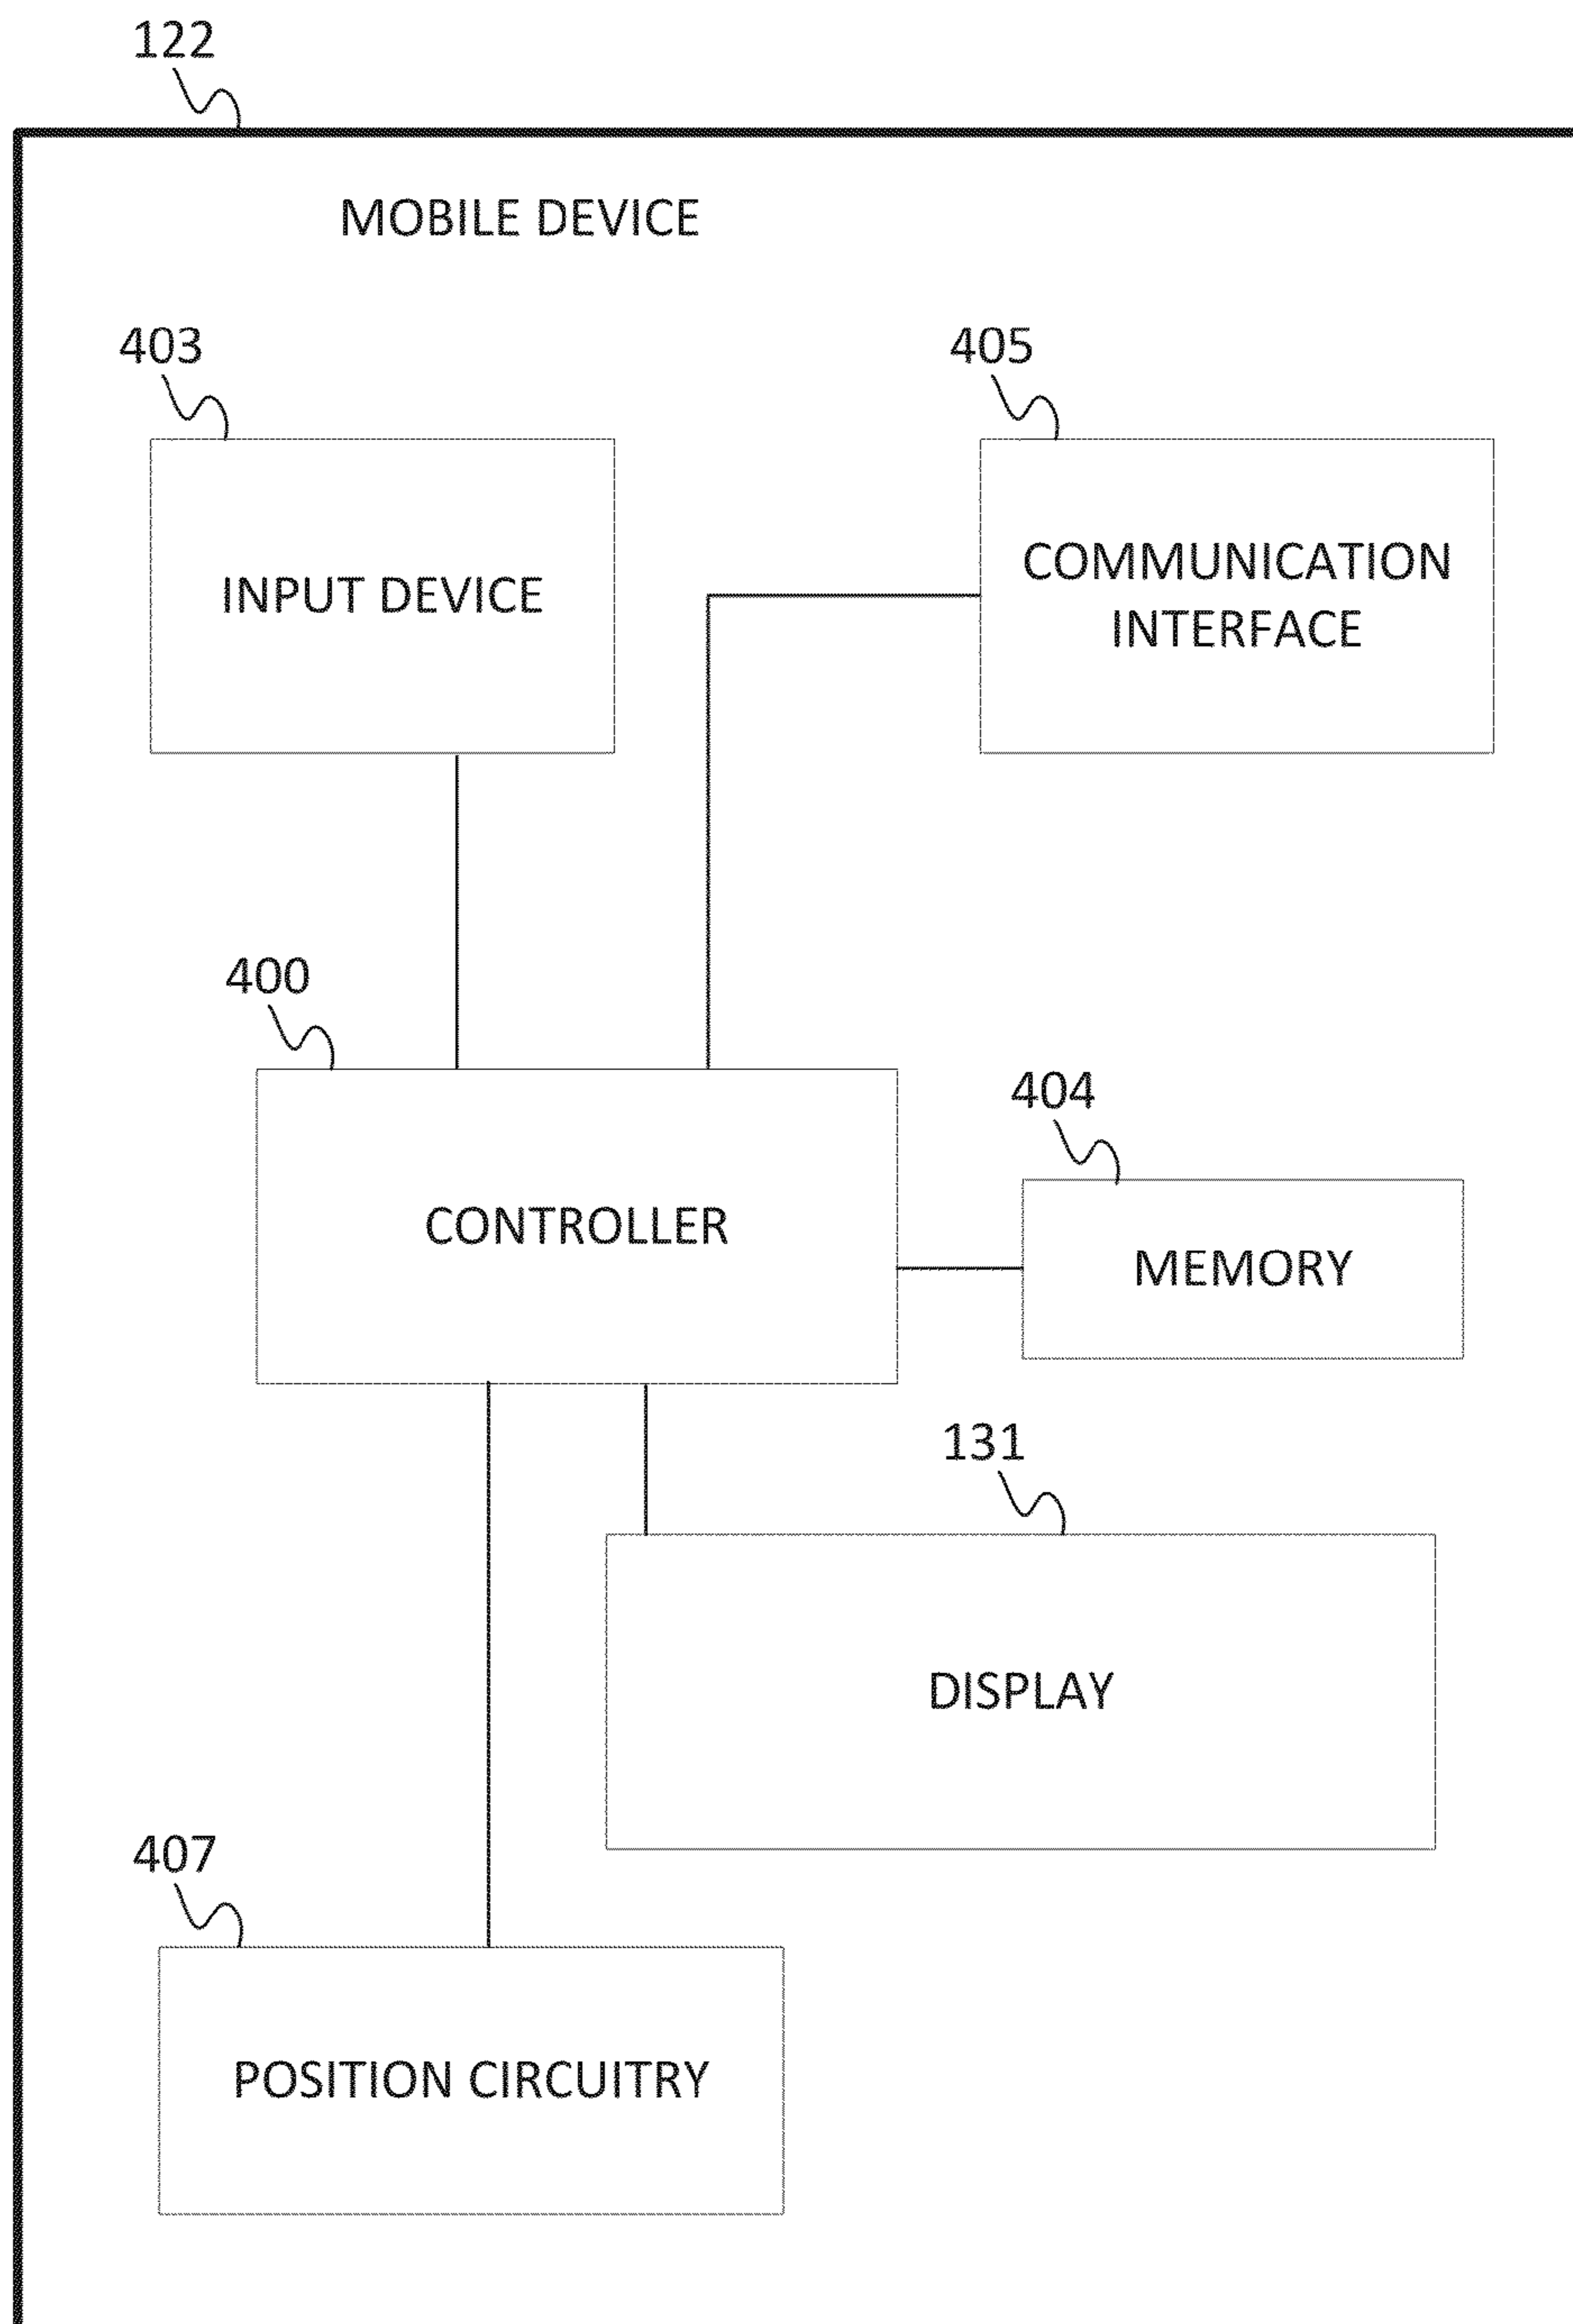 122
MOBILE DEVICE
403
405
INPUT DEVICE
COMMUNICATION
INTERFACE
400
404
CONTROLLER
MEMORY
131
DISPLAY
407
POSITION CIRCUITRY